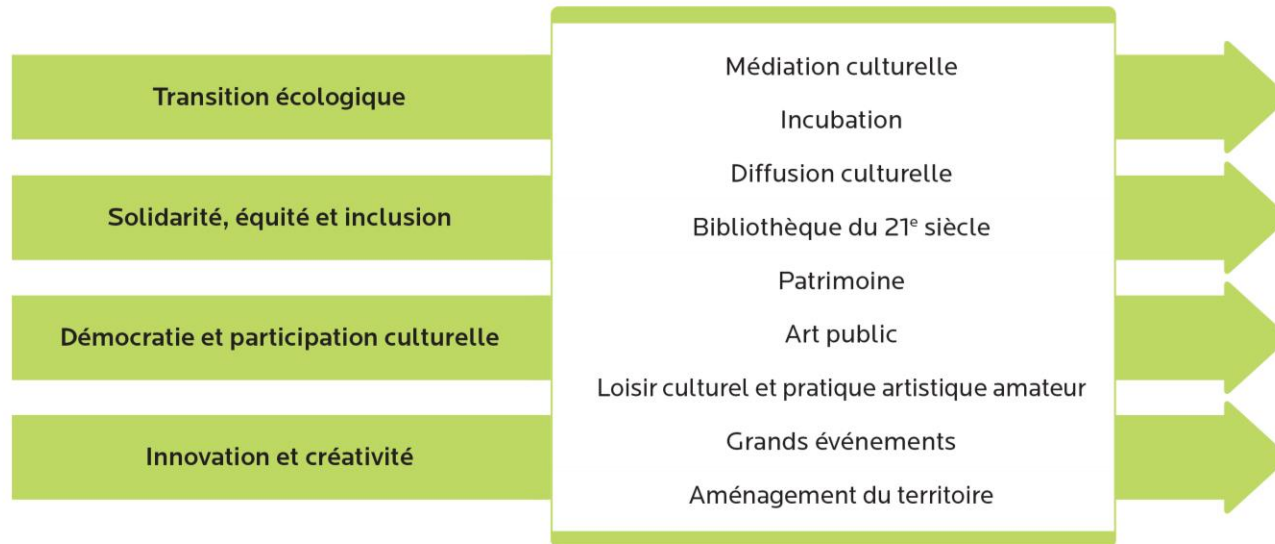 Transition écologique
Solidarité, équité et inclusion
Démocratie et participation culturelle
Innovation et créativité
Médiation culturelle
Incubation
Diffusion culturelle
Bibliothèque du 21e siècle
Patrimoine
Art public
Loisir culturel et pratique artistique amateur
Grands événements
Aménagement du territoire